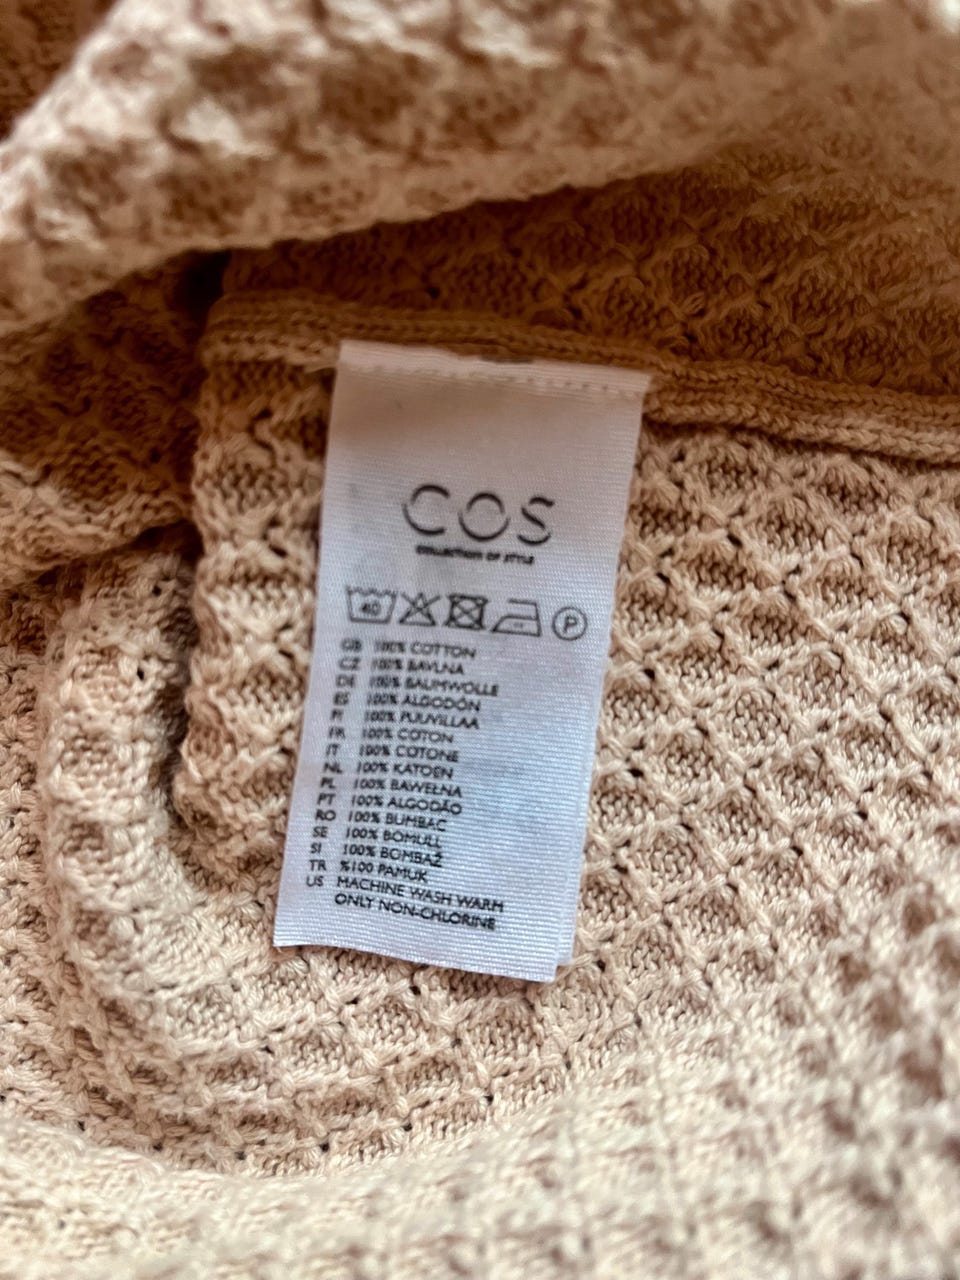 COS
COLLECTION OF STYLE
40 P
GB 100% COTTON
CZ 100% BAVLNA
DE 100% BAUMWOLLE
ES 100% ALGODÓN
FI 100% PUUVILLAA
FR 100% COTON
IT 100% COTONE
NL 100% KATOEN
PL 100% BAWEŁNA
PT 100% ALGODÃO
RO 100% BUMBAC
SE 100% BOMULL
SI 100% BOMBAŽ
TR %100 PAMUK
US MACHINE WASH WARM
ONLY NON-CHLORINE